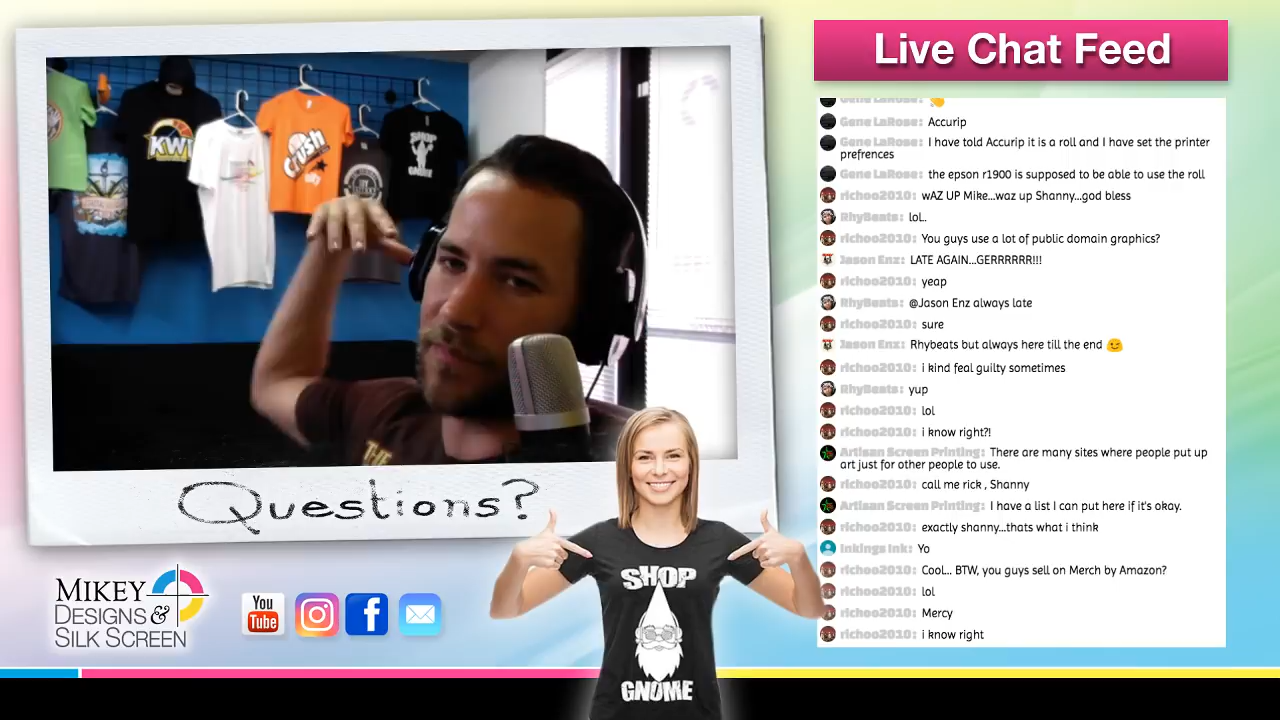 Live Chat Feed
Gene LaRose:
Gene LaRose: Accurip
Gene LaRose: I have told Accurip it is a roll and I have set the printer
prefrences
Gene LaRose: the epson r1900 is supposed to be able to use the roll
richoo2010: wAZ UP Mike...waz up Shanny...god bless
RhyBeats: lol..
richoo2010: You guys use a lot of public domain graphics?
Jason Enz: LATE AGAIN...GERRRRRR!!!
richoo2010: yeap
RhyBeats: @Jason Enz always late
richoo2010: sure
Jason Enz: Rhybeats but always here till the end
richoo2010: i kind feal guilty sometimes
RhyBeats: yup
richoo2010: lol
richoo2010: i know right?!
Artisan Screen Printing: There are many sites where people put up
art just for other people to use.
richoo2010: call me rick , Shanny
Artisan Screen Printing: I have a list I can put here if it's okay.
richoo2010: exactly shanny...thats what i think
Inkings Ink: Yo
richoo2010: Cool... BTW, you guys sell on Merch by Amazon?
richoo2010: lol
richoo2010: Mercy
richoo2010: i know right
KW
Crush
SHOP
GNOME
THE
Questions?
MIKEY
DESIGNS &
SILK SCREEN
You
Tube
SHOP
GNOME